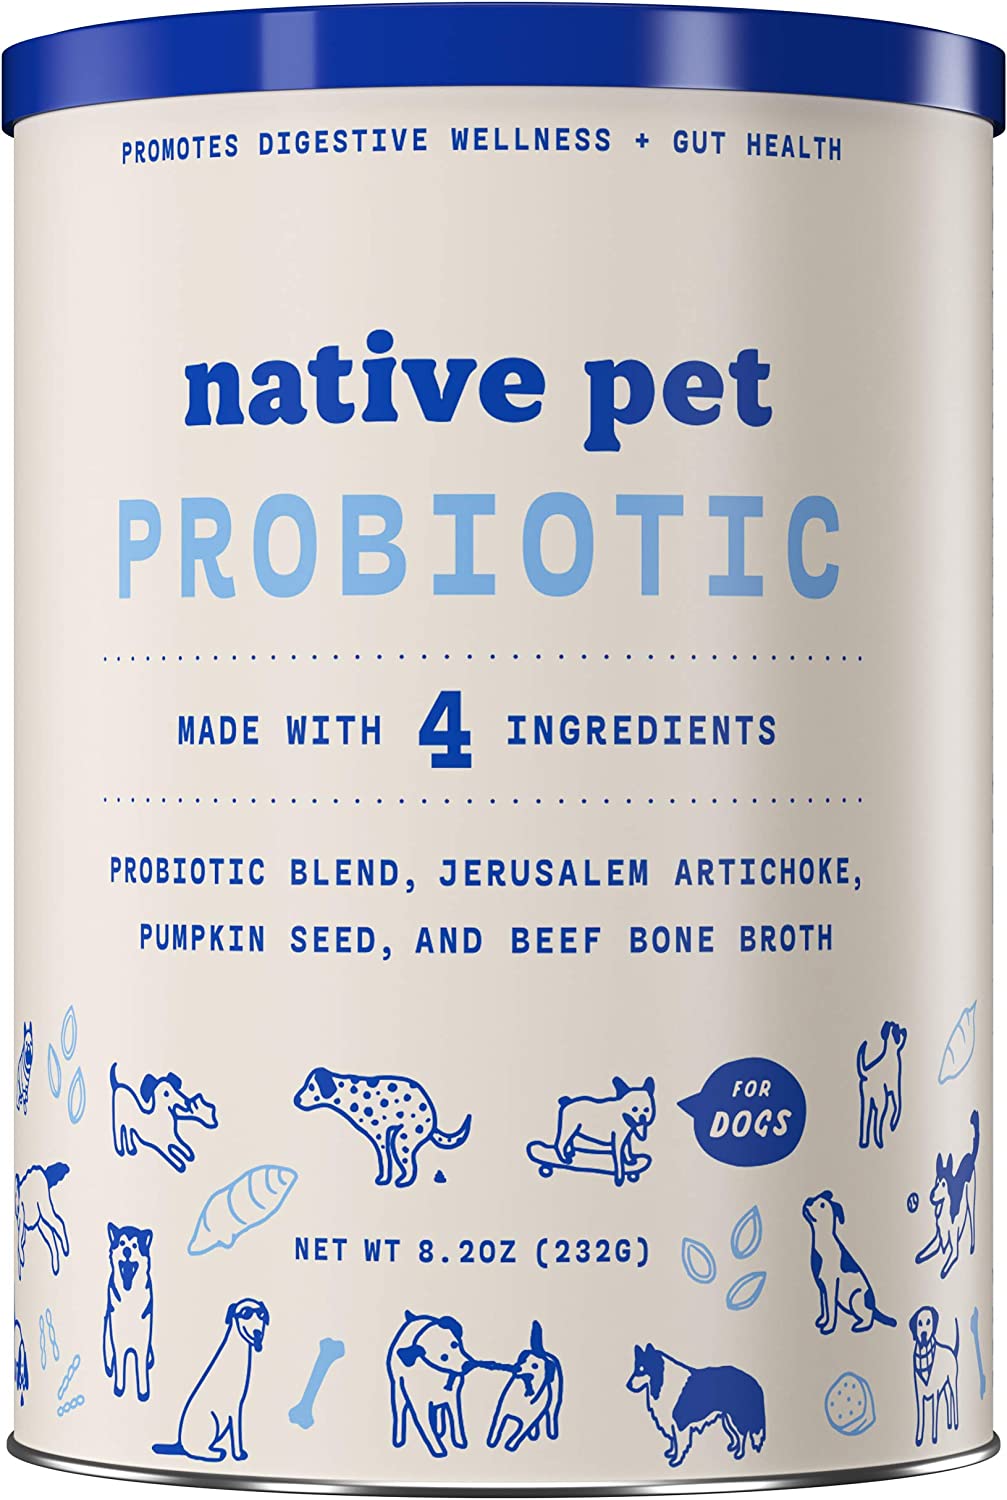 PROMOTES DIGESTIVE WELLNESS + GUT HEALTH
native pet
PROBIOTIC
MADE WITH 4 INGREDIENTS
PROBIOTIC BLEND, JERUSALEM ARTICHOKE,
PUMPKIN SEED, AND BEEF BONE BROTH
FOR
DOGS
NET WT 8.2OZ (232G)